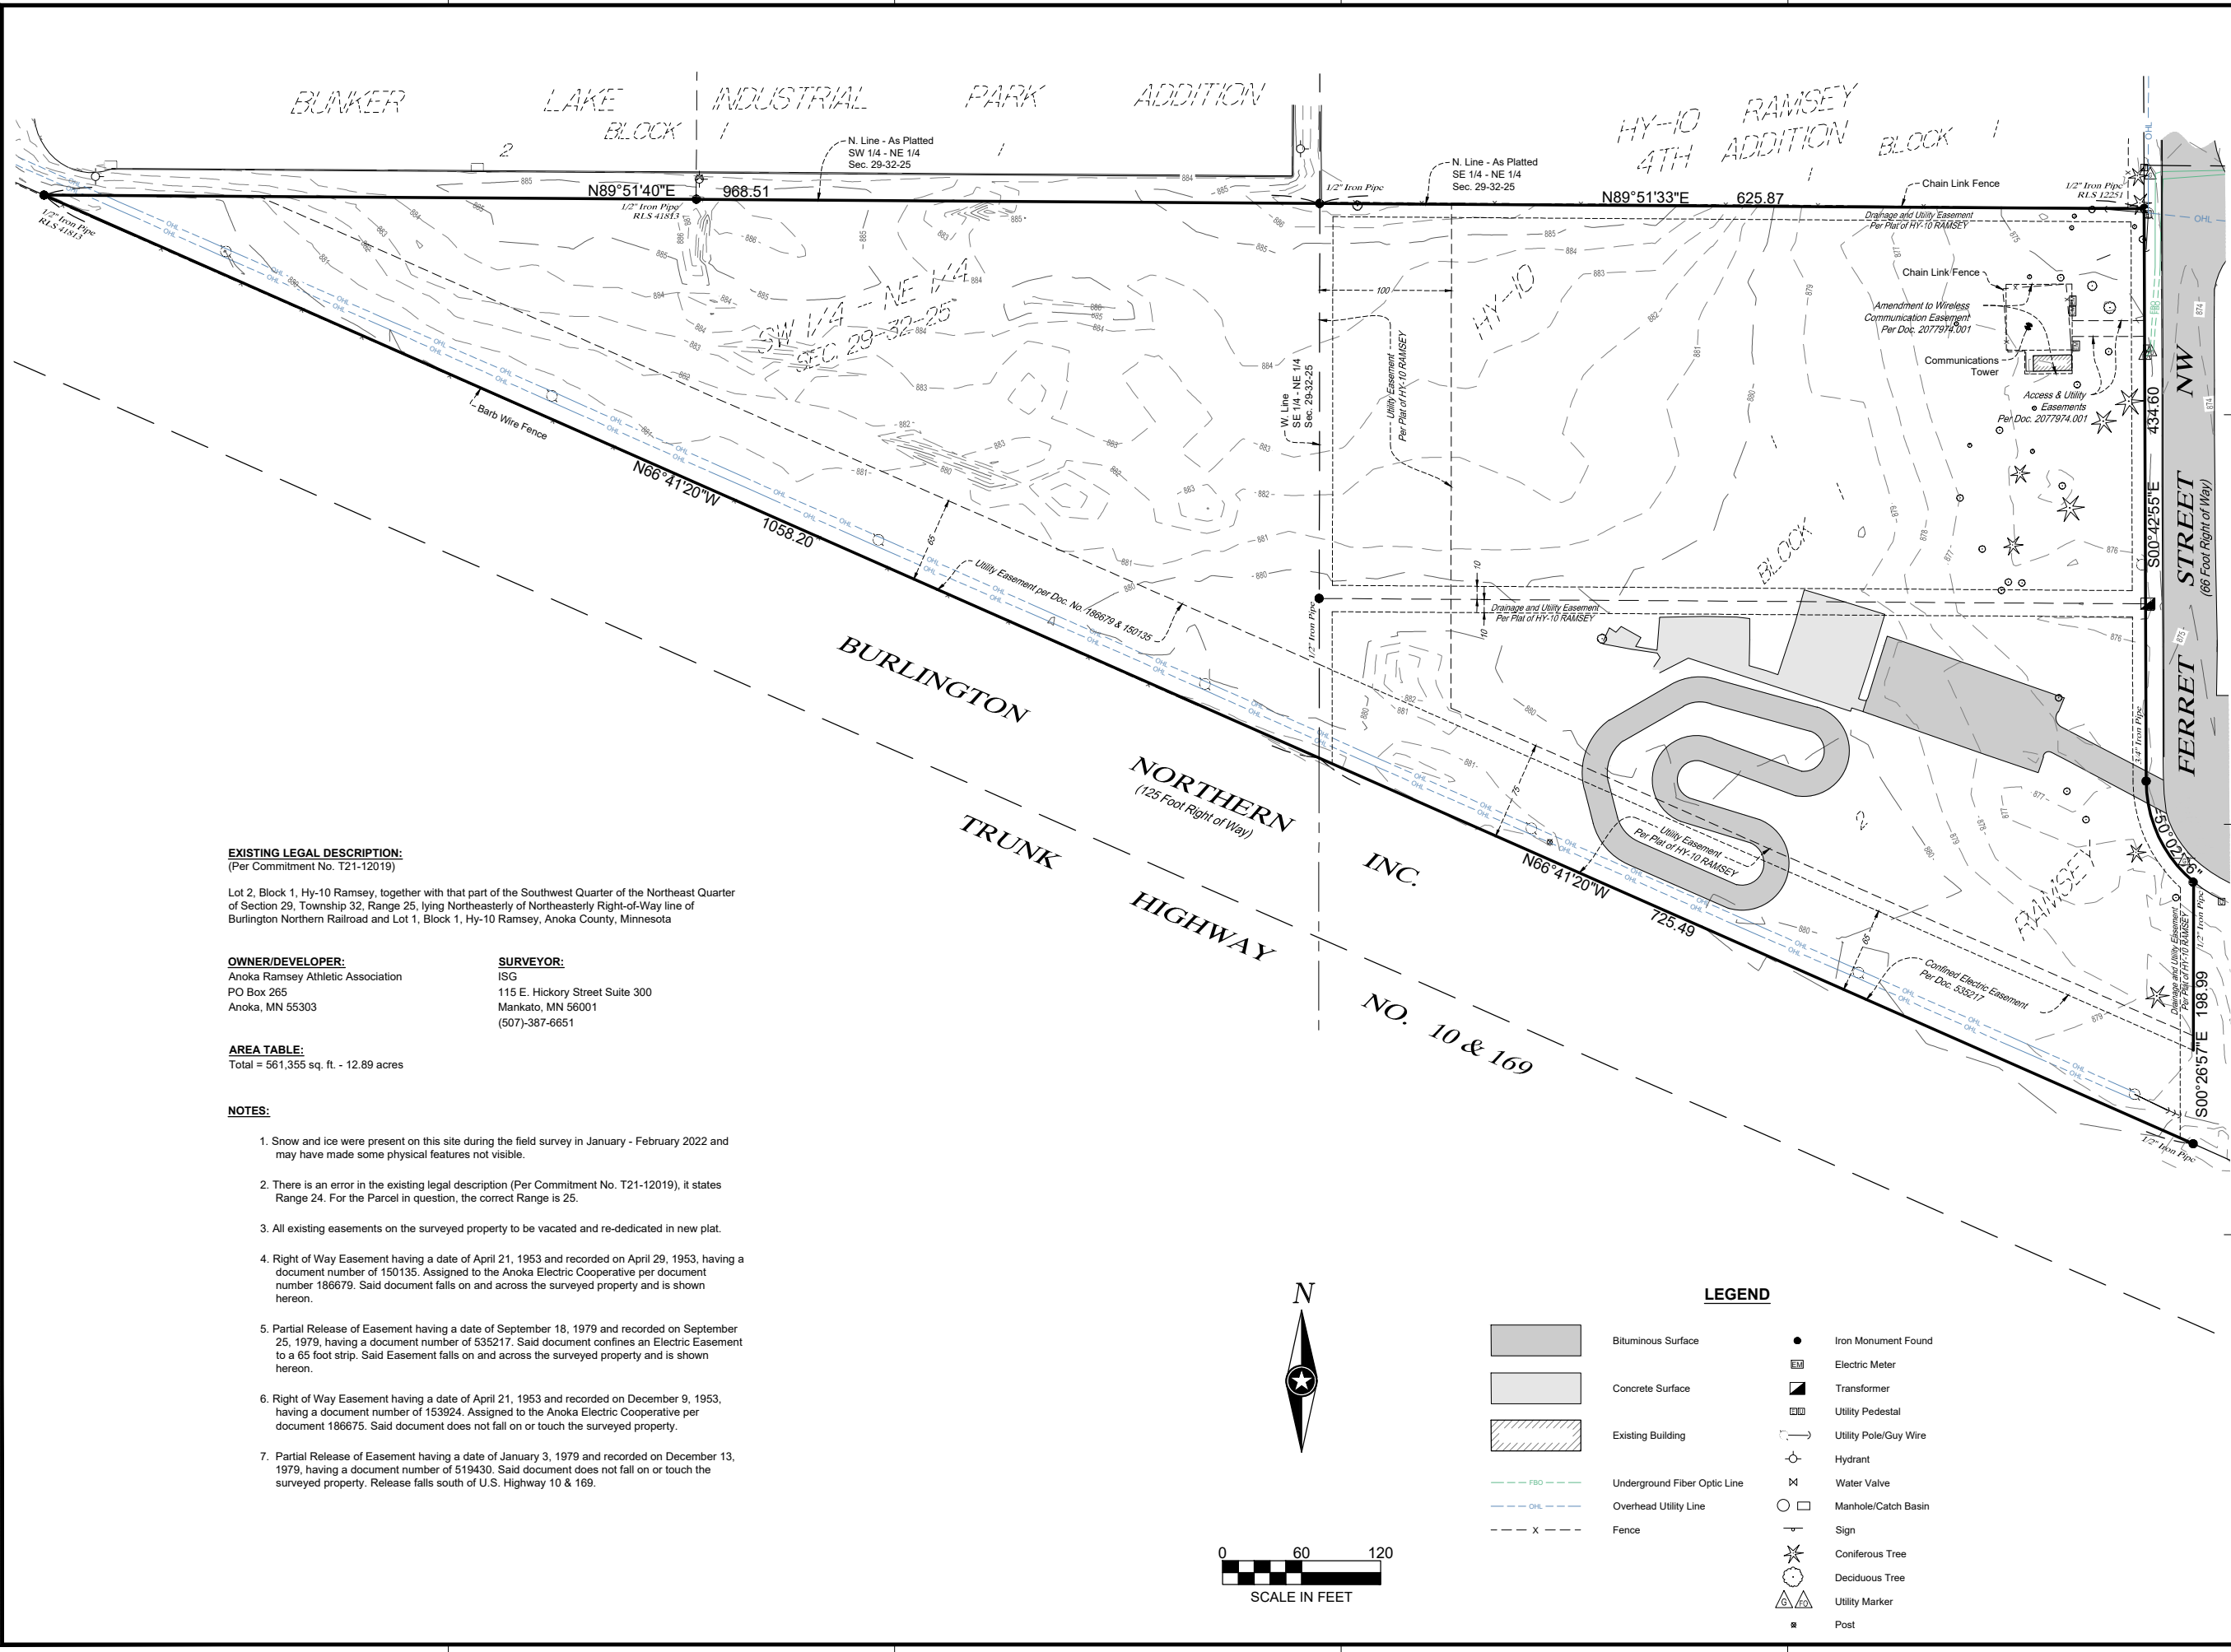 BUNKER LAKE INDUSTRIAL PARK ADDITION
BLOCK 1
2
1
HY-10 RAMSEY
4TH ADDITION BLOCK 1
1
N. Line - As Platted
SW 1/4 - NE 1/4
Sec. 29-32-25
N. Line - As Platted
SE 1/4 - NE 1/4
Sec. 29-32-25
N89°51'40"E 968.51
N89°51'33"E 625.87
1/2" Iron Pipe
RLS 41813
1/2" Iron Pipe
RLS 41813
1/2" Iron Pipe
1/2" Iron Pipe
RLS 12251
Chain Link Fence
Drainage and Utility Easement
Per Plat of HY-10 RAMSEY
Chain Link Fence
Amendment to Wireless
Communication Easement
Per Doc. 2077974.001
Communications
Tower
Access & Utility
Easements
Per Doc. 2077974.001
SW 1/4 - NE 1/4
SEC. 29-32-25
HY-10
100
Utility Easement
Per Plat of HY-10 RAMSEY
W. Line
SE 1/4 - NE 1/4
Sec. 29-32-25
Barb Wire Fence
N66°41'20"W 1058.20
65
Utility Easement per Doc. No. 186679 & 150135
1/2" Iron Pipe
10
10
Drainage and Utility Easement
Per Plat of HY-10 RAMSEY
BLOCK
1
S00°42'55"E 434.60
FERRET STREET NW
(66 Foot Right of Way)
3/4" Iron Pipe
BURLINGTON NORTHERN INC.
(125 Foot Right of Way)
TRUNK HIGHWAY NO. 10 & 169
75
Utility Easement
Per Plat of HY-10 RAMSEY
N66°41'20"W 725.49
2
RAMSEY
65
Confined Electric Easement
Per Doc. 535217
Drainage and Utility Easement
Per Plat of HY-10 RAMSEY
1/2" Iron Pipe
S00°26'57"E 198.99
1/2" Iron Pipe
EXISTING LEGAL DESCRIPTION:
(Per Commitment No. T21-12019)
Lot 2, Block 1, Hy-10 Ramsey, together with that part of the Southwest Quarter of the Northeast Quarter
of Section 29, Township 32, Range 25, lying Northeasterly of Northeasterly Right-of-Way line of
Burlington Northern Railroad and Lot 1, Block 1, Hy-10 Ramsey, Anoka County, Minnesota
OWNER/DEVELOPER:
Anoka Ramsey Athletic Association
PO Box 265
Anoka, MN 55303
SURVEYOR:
ISG
115 E. Hickory Street Suite 300
Mankato, MN 56001
(507)-387-6651
AREA TABLE:
Total = 561,355 sq. ft. - 12.89 acres
NOTES:
1. Snow and ice were present on this site during the field survey in January - February 2022 and
may have made some physical features not visible.
2. There is an error in the existing legal description (Per Commitment No. T21-12019), it states
Range 24. For the Parcel in question, the correct Range is 25.
3. All existing easements on the surveyed property to be vacated and re-dedicated in new plat.
4. Right of Way Easement having a date of April 21, 1953 and recorded on April 29, 1953, having a
document number of 150135. Assigned to the Anoka Electric Cooperative per document
number 186679. Said document falls on and across the surveyed property and is shown
hereon.
5. Partial Release of Easement having a date of September 18, 1979 and recorded on September
25, 1979, having a document number of 535217. Said document confines an Electric Easement
to a 65 foot strip. Said Easement falls on and across the surveyed property and is shown
hereon.
6. Right of Way Easement having a date of April 21, 1953 and recorded on December 9, 1953,
having a document number of 153924. Assigned to the Anoka Electric Cooperative per
document 186675. Said document does not fall on or touch the surveyed property.
7. Partial Release of Easement having a date of January 3, 1979 and recorded on December 13,
1979, having a document number of 519430. Said document does not fall on or touch the
surveyed property. Release falls south of U.S. Highway 10 & 169.
N
0 60 120
SCALE IN FEET
LEGEND
Bituminous Surface
Concrete Surface
Existing Building
FBO Underground Fiber Optic Line
OHL Overhead Utility Line
X Fence
Iron Monument Found
EM Electric Meter
Transformer
Utility Pedestal
Utility Pole/Guy Wire
Hydrant
Water Valve
Manhole/Catch Basin
Sign
Coniferous Tree
Deciduous Tree
G FO Utility Marker
Post